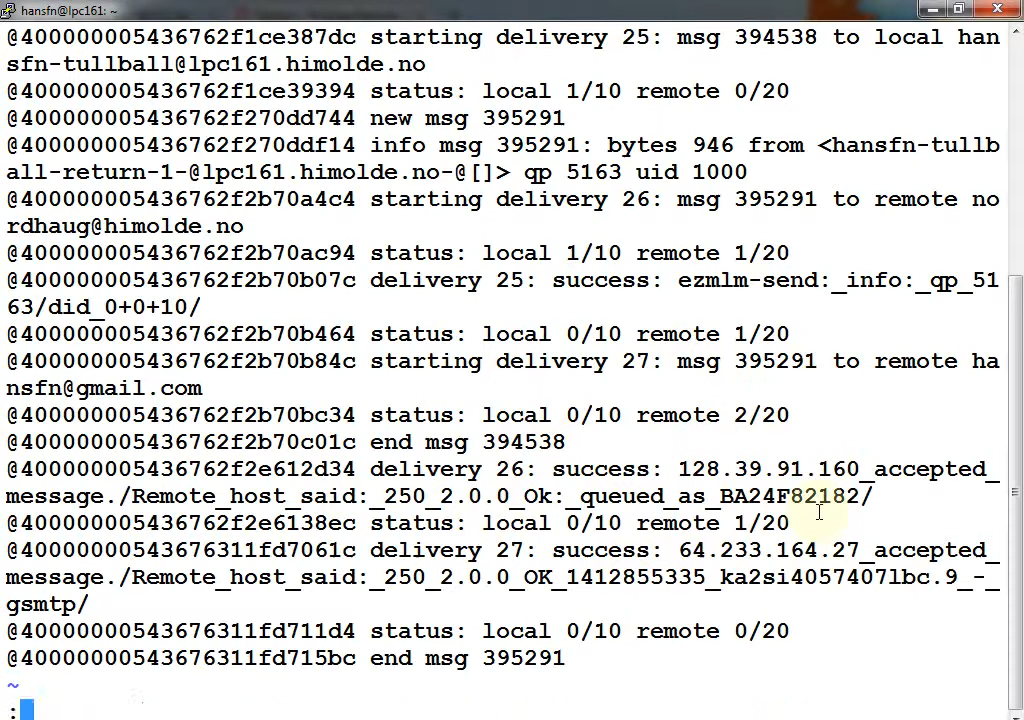 hansfn@lpc161: ~
@400000005436762f1ce387dc starting delivery 25: msg 394538 to local han
sfn-tullball@lpc161.himolde.no
@400000005436762f1ce39394 status: local 1/10 remote 0/20
@400000005436762f270dd744 new msg 395291
@400000005436762f270ddf14 info msg 395291: bytes 946 from <hansfn-tullb
all-return-1-@lpc161.himolde.no-@[]> qp 5163 uid 1000
@400000005436762f2b70a4c4 starting delivery 26: msg 395291 to remote no
rdhaug@himolde.no
@400000005436762f2b70ac94 status: local 1/10 remote 1/20
@400000005436762f2b70b07c delivery 25: success: ezmlm-send:_info:_qp_51
63/did_0+0+10/
@400000005436762f2b70b464 status: local 0/10 remote 1/20
@400000005436762f2b70b84c starting delivery 27: msg 395291 to remote ha
nsfn@gmail.com
@400000005436762f2b70bc34 status: local 0/10 remote 2/20
@400000005436762f2b70c01c end msg 394538
@400000005436762f2e612d34 delivery 26: success: 128.39.91.160_accepted_
message./Remote_host_said:_250_2.0.0_Ok:_queued_as_BA24F82182/
@400000005436762f2e6138ec status: local 0/10 remote 1/20
@40000000543676311fd7061c delivery 27: success: 64.233.164.27_accepted_
message./Remote_host_said:_250_2.0.0_OK_1412855335_ka2si4057407lbc.9_-_
gsmtp/
@40000000543676311fd711d4 status: local 0/10 remote 0/20
@40000000543676311fd715bc end msg 395291
~
: